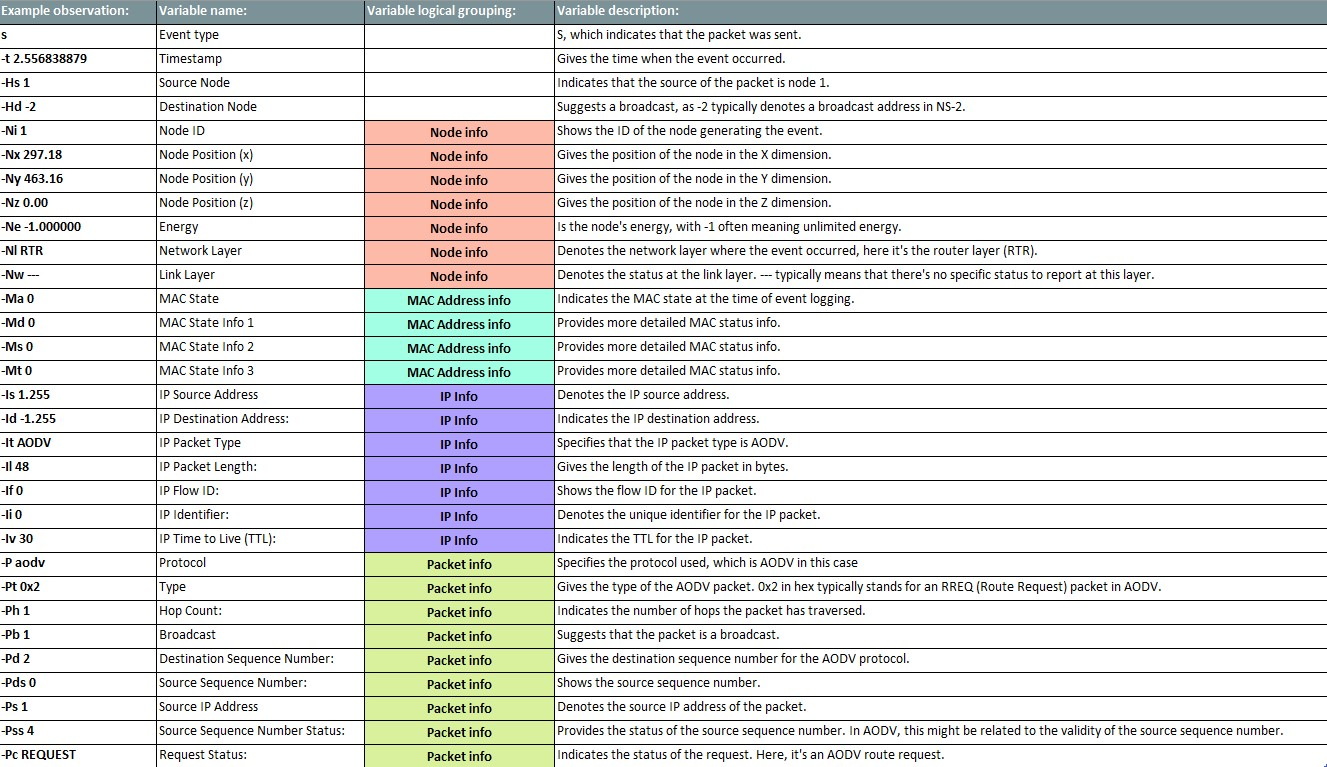 Example observation: Variable name: Variable logical grouping: Variable description:
s Event type S, which indicates that the packet was sent.
-t 2.556838879 Timestamp Gives the time when the event occurred.
-Hs 1 Source Node Indicates that the source of the packet is node 1.
-Hd -2 Destination Node Suggests a broadcast, as -2 typically denotes a broadcast address in NS-2.
-Ni 1 Node ID Node info Shows the ID of the node generating the event.
-Nx 297.18 Node Position (x) Node info Gives the position of the node in the X dimension.
-Ny 463.16 Node Position (y) Node info Gives the position of the node in the Y dimension.
-Nz 0.00 Node Position (z) Node info Gives the position of the node in the Z dimension.
-Ne -1.000000 Energy Node info Is the node's energy, with -1 often meaning unlimited energy.
-Nl RTR Network Layer Node info Denotes the network layer where the event occurred, here it's the router layer (RTR).
-Nw --- Link Layer Node info Denotes the status at the link layer. --- typically means that there's no specific status to report at this layer.
-Ma 0 MAC State MAC Address info Indicates the MAC state at the time of event logging.
-Md 0 MAC State Info 1 MAC Address info Provides more detailed MAC status info.
-Ms 0 MAC State Info 2 MAC Address info Provides more detailed MAC status info.
-Mt 0 MAC State Info 3 MAC Address info Provides more detailed MAC status info.
-Is 1.255 IP Source Address IP Info Denotes the IP source address.
-Id -1.255 IP Destination Address: IP Info Indicates the IP destination address.
-It AODV IP Packet Type IP Info Specifies that the IP packet type is AODV.
-Il 48 IP Packet Length: IP Info Gives the length of the IP packet in bytes.
-If 0 IP Flow ID: IP Info Shows the flow ID for the IP packet.
-Ii 0 IP Identifier: IP Info Denotes the unique identifier for the IP packet.
-Iv 30 IP Time to Live (TTL): IP Info Indicates the TTL for the IP packet.
-P aodv Protocol Packet info Specifies the protocol used, which is AODV in this case
-Pt 0x2 Type Packet info Gives the type of the AODV packet. 0x2 in hex typically stands for an RREQ (Route Request) packet in AODV.
-Ph 1 Hop Count: Packet info Indicates the number of hops the packet has traversed.
-Pb 1 Broadcast Packet info Suggests that the packet is a broadcast.
-Pd 2 Destination Sequence Number: Packet info Gives the destination sequence number for the AODV protocol.
-Pds 0 Source Sequence Number: Packet info Shows the source sequence number.
-Ps 1 Source IP Address Packet info Denotes the source IP address of the packet.
-Pss 4 Source Sequence Number Status: Packet info Provides the status of the source sequence number. In AODV, this might be related to the validity of the source sequence number.
-Pc REQUEST Request Status: Packet info Indicates the status of the request. Here, it's an AODV route request.